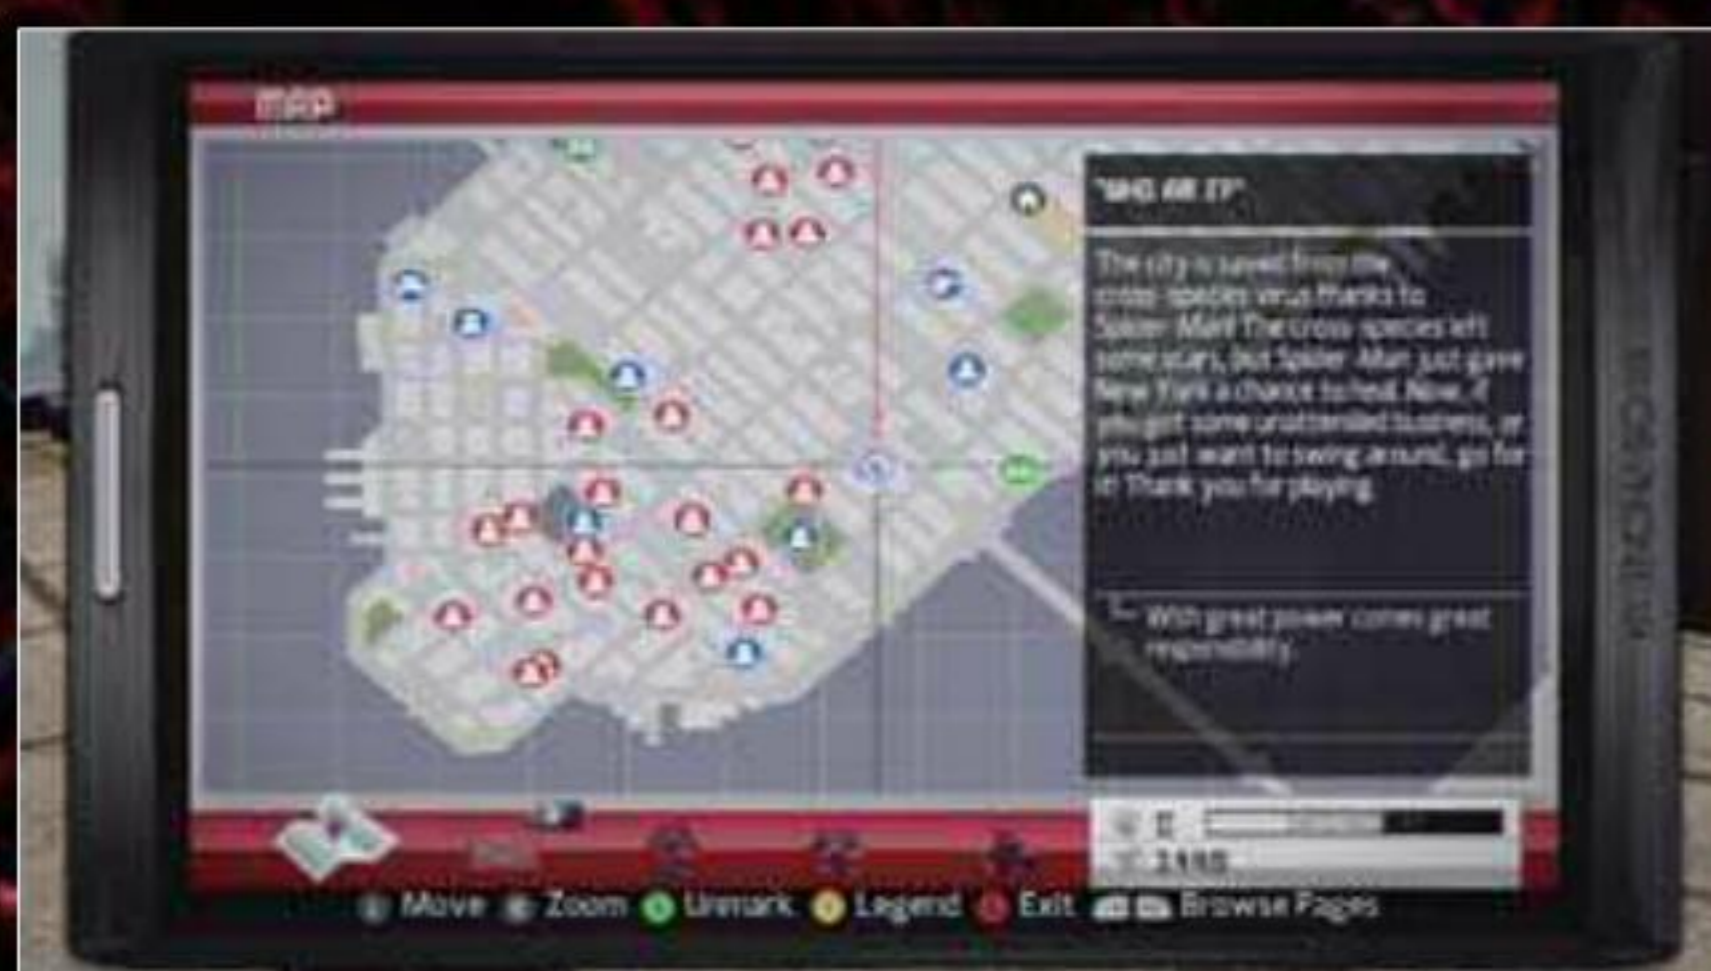 MAP
The city is saved from the
cross-species virus thanks to
Spider-Man! The cross-species left
some scars, but Spider-Man just gave
New York a chance to heal. Now, if
you got some unattended business, or
you just want to swing around, go for
it! Thank you for playing.
With great power comes great
responsibility.
Move Zoom Unmark Legend Exit Browse Pages